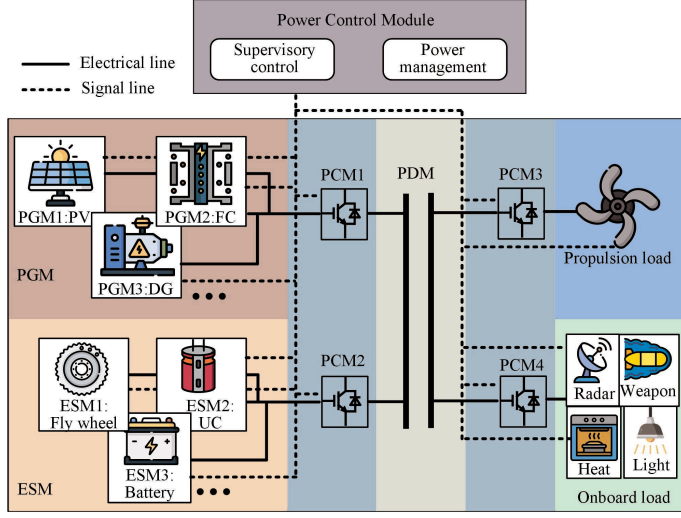 Power Control Module
Supervisory
control
Power
management
Electrical line
Signal line
PGM1:PV
PGM2:FC
PGM3:DG
PGM
PCM1
PDM
PCM3
Propulsion load
ESM1:
Fly wheel
ESM2:
UC
ESM3:
Battery
ESM
PCM2
PCM4
Radar
Weapon
Heat
Light
Onboard load